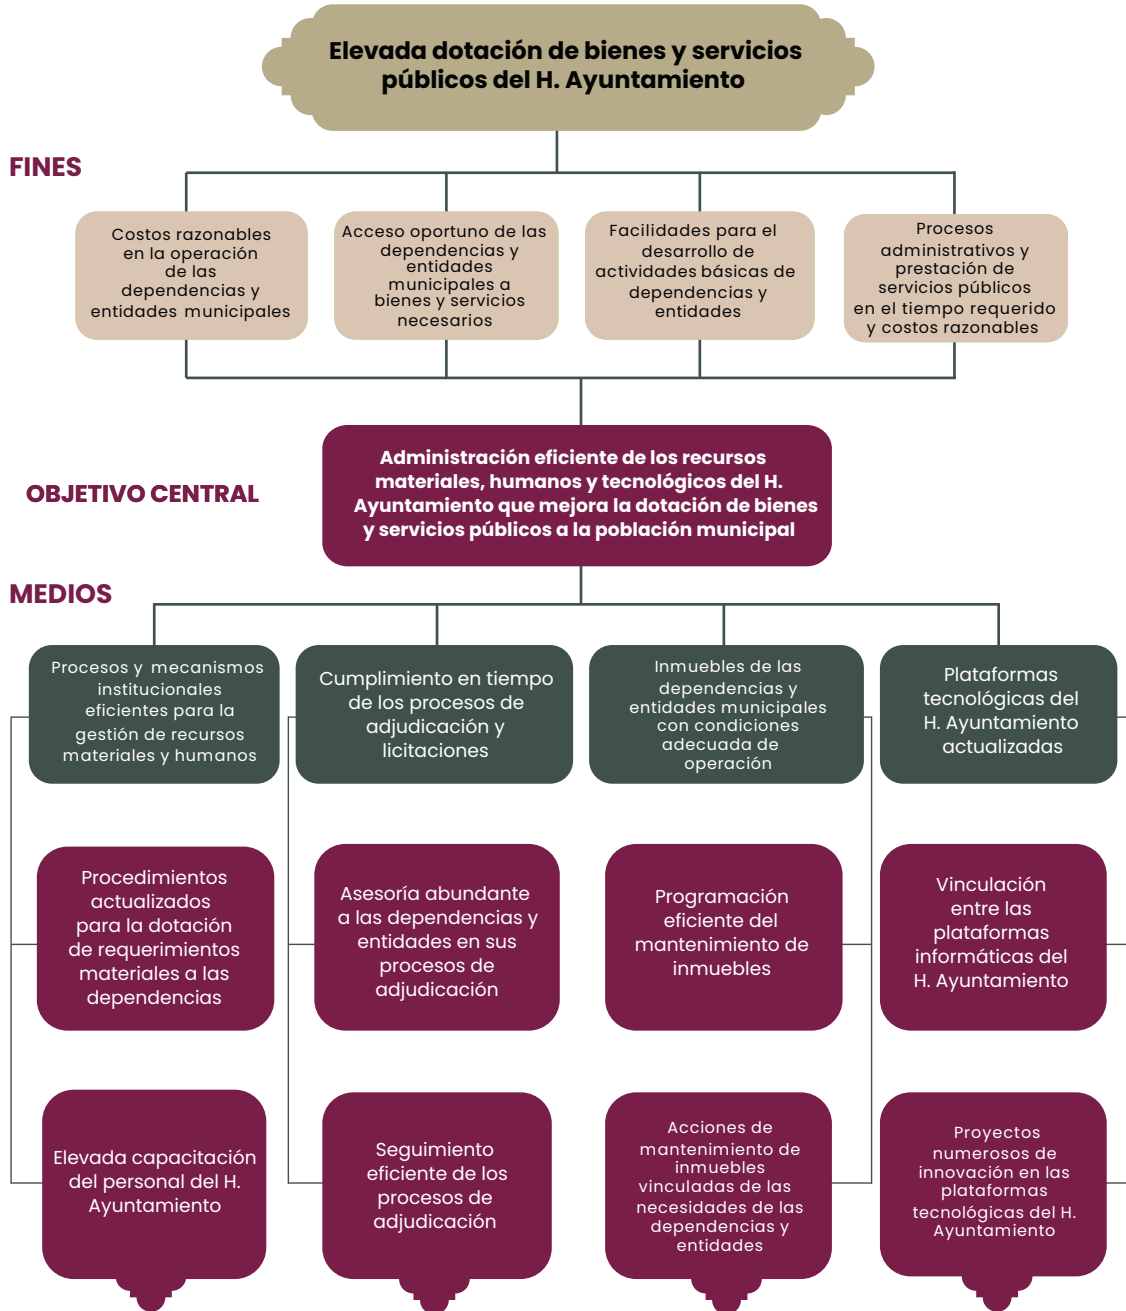 Elevada dotación de bienes y servicios
públicos del H. Ayuntamiento
FINES
Costos razonables
en la operación
de las
dependencias y
entidades municipales
Acceso oportuno de las
dependencias y
entidades
municipales a
bienes y servicios
necesarios
Facilidades para el
desarrollo de
actividades básicas de
dependencias y
entidades
Procesos
administrativos y
prestación de
servicios públicos
en el tiempo requerido
y costos razonables
OBJETIVO CENTRAL
Administración eficiente de los recursos
materiales, humanos y tecnológicos del H.
Ayuntamiento que mejora la dotación de bienes
y servicios públicos a la población municipal
MEDIOS
Procesos y mecanismos
institucionales
eficientes para la
gestión de recursos
materiales y humanos
Cumplimiento en tiempo
de los procesos de
adjudicación y
licitaciones
Inmuebles de las
dependencias y
entidades municipales
con condiciones
adecuada de
operación
Plataformas
tecnológicas del
H. Ayuntamiento
actualizadas
Procedimientos
actualizados
para la dotación
de requerimientos
materiales a las
dependencias
Asesoría abundante
a las dependencias y
entidades en sus
procesos de
adjudicación
Programación
eficiente del
mantenimiento de
inmuebles
Vinculación
entre las
plataformas
informáticas del
H. Ayuntamiento
Elevada capacitación
del personal del H.
Ayuntamiento
Seguimiento
eficiente de los
procesos de
adjudicación
Acciones de
mantenimiento de
inmuebles
vinculadas de las
necesidades de las
dependencias y
entidades
Proyectos
numerosos de
innovación en las
plataformas
tecnológicas del H.
Ayuntamiento